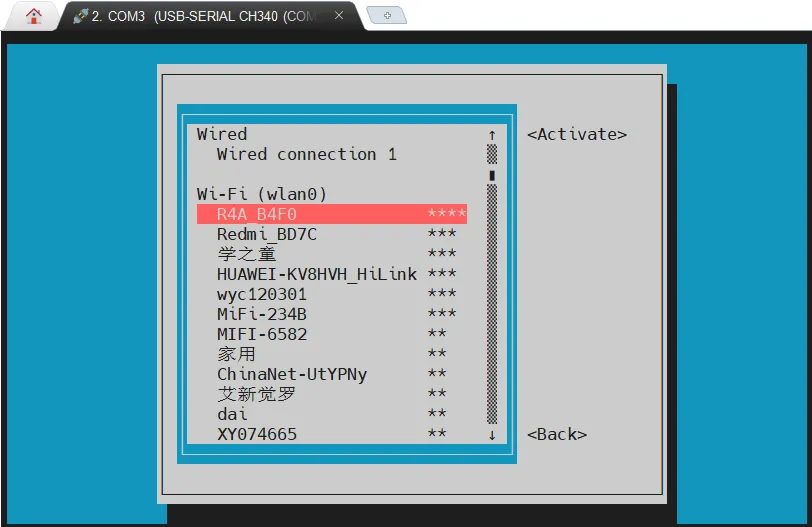 2. COM3 (USB-SERIAL CH340 (COM
Wired
<Activate>
Wired connection 1
Wi-Fi (wlan0)
R4A_B4F0 ****
Redmi_BD7C ***
学之童 ***
HUAWEI-KV8HVH_HiLink ***
wyc120301 ***
MiFi-234B ***
MIFI-6582 **
家用 **
ChinaNet-UtYPNy **
艾新觉罗 **
dai **
XY074665 **
<Back>